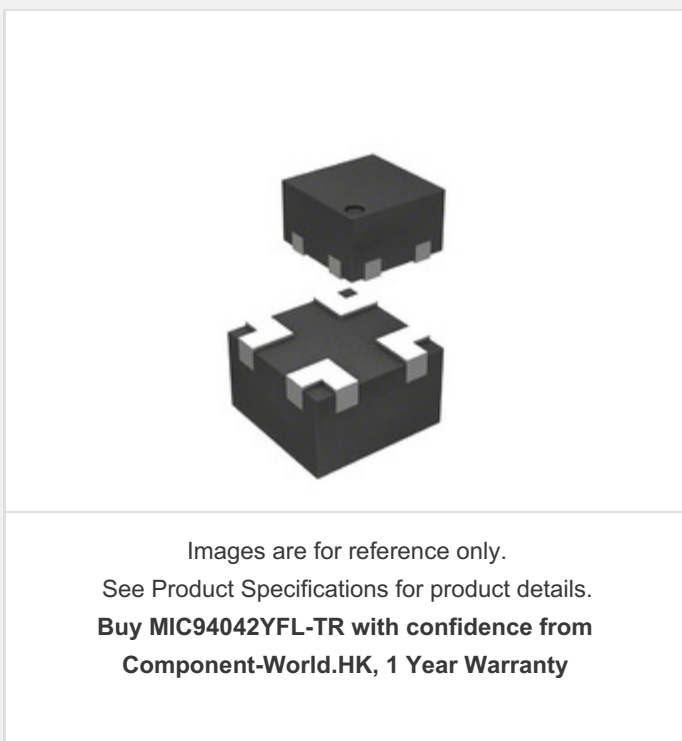 Images are for reference only.
See Product Specifications for product details.
Buy MIC94042YFL-TR with confidence from
Component-World.HK, 1 Year Warranty